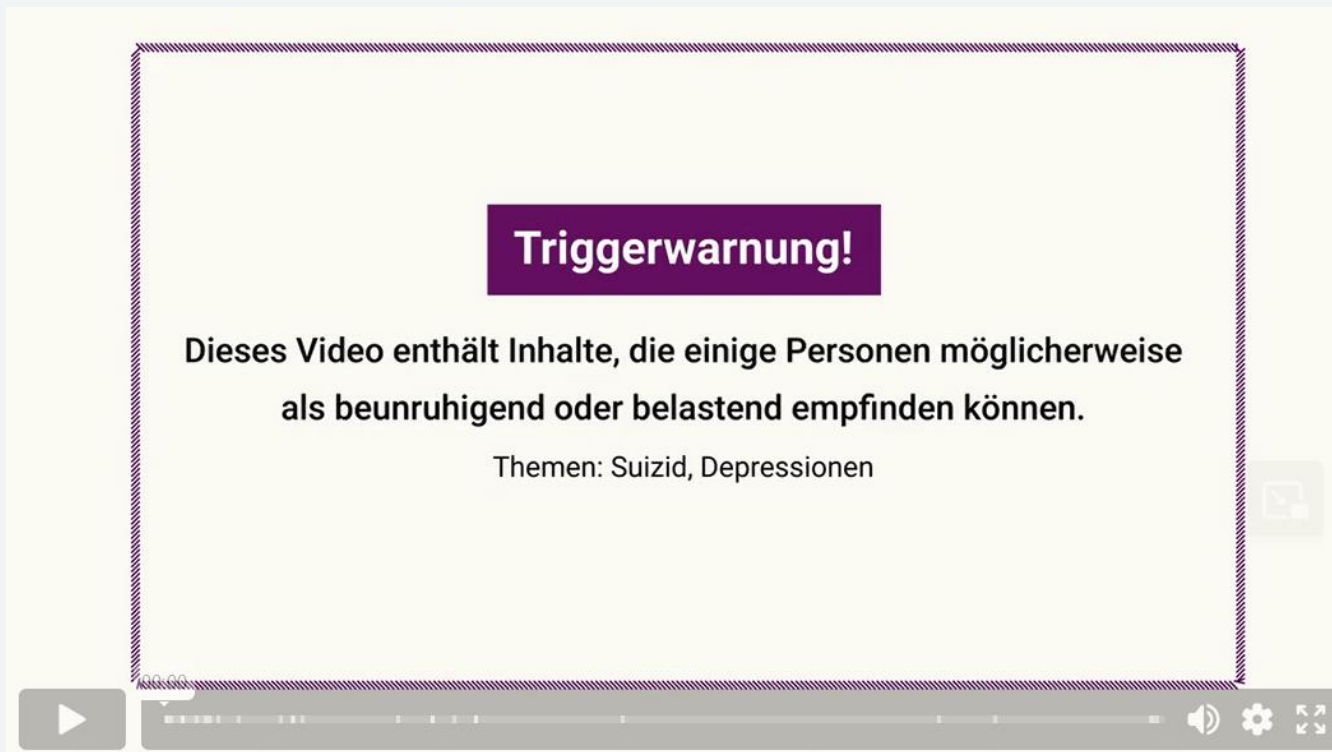 Triggerwarnung!
Dieses Video enthält Inhalte, die einige Personen möglicherweise
als beunruhigend oder belastend empfinden können.
Themen: Suizid, Depressionen
00:00